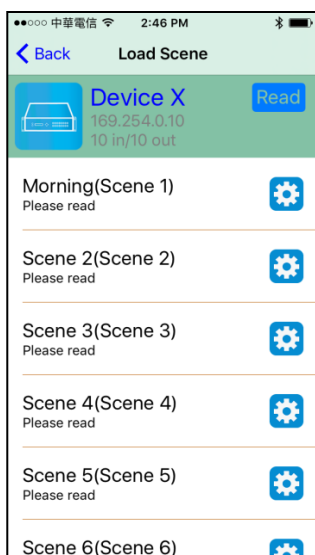 中華電信 2:46 PM
Back Load Scene
Device X
Read
169.254.0.10
10 in/10 out
Morning(Scene 1)
Please read
Scene 2(Scene 2)
Please read
Scene 3(Scene 3)
Please read
Scene 4(Scene 4)
Please read
Scene 5(Scene 5)
Please read
Scene 6(Scene 6)